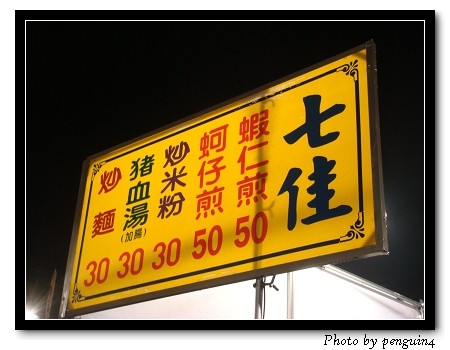 七佳
蝦仁煎 50
蚵仔煎 50
炒米粉 30
豬血湯(加腸) 30
炒麵 30
Photo by penguin4